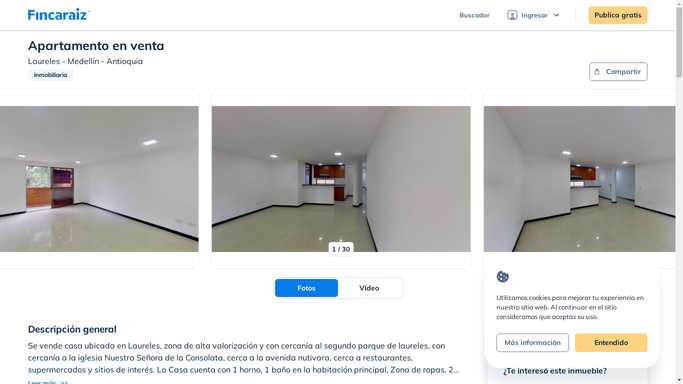 Fincaraiz
Buscador
Ingresar
Publica gratis
Apartamento en venta
Laureles - Medellín - Antioquia
Inmobiliaria
Compartir
1 / 30
Fotos
Video
Utilizamos cookies para mejorar tu experiencia en
nuestro sitio web. Al continuar en el sitio
consideramos que aceptas su uso.
Más información
Entendido
Descripción general
Se vende casa ubicada en Laureles, zona de alta valorización y con cercanía al segundo parque de laureles, con
cercanía a la iglesia Nuestra Señora de la Consolata, cerca a la avenida nutivara, cerca a restaurantes,
supermercados y sitios de interés. La Casa cuenta con 1 horno, 1 baño en la habitación principal, Zona de ropas. 2...
Leer más
¿Te interesó este inmueble?